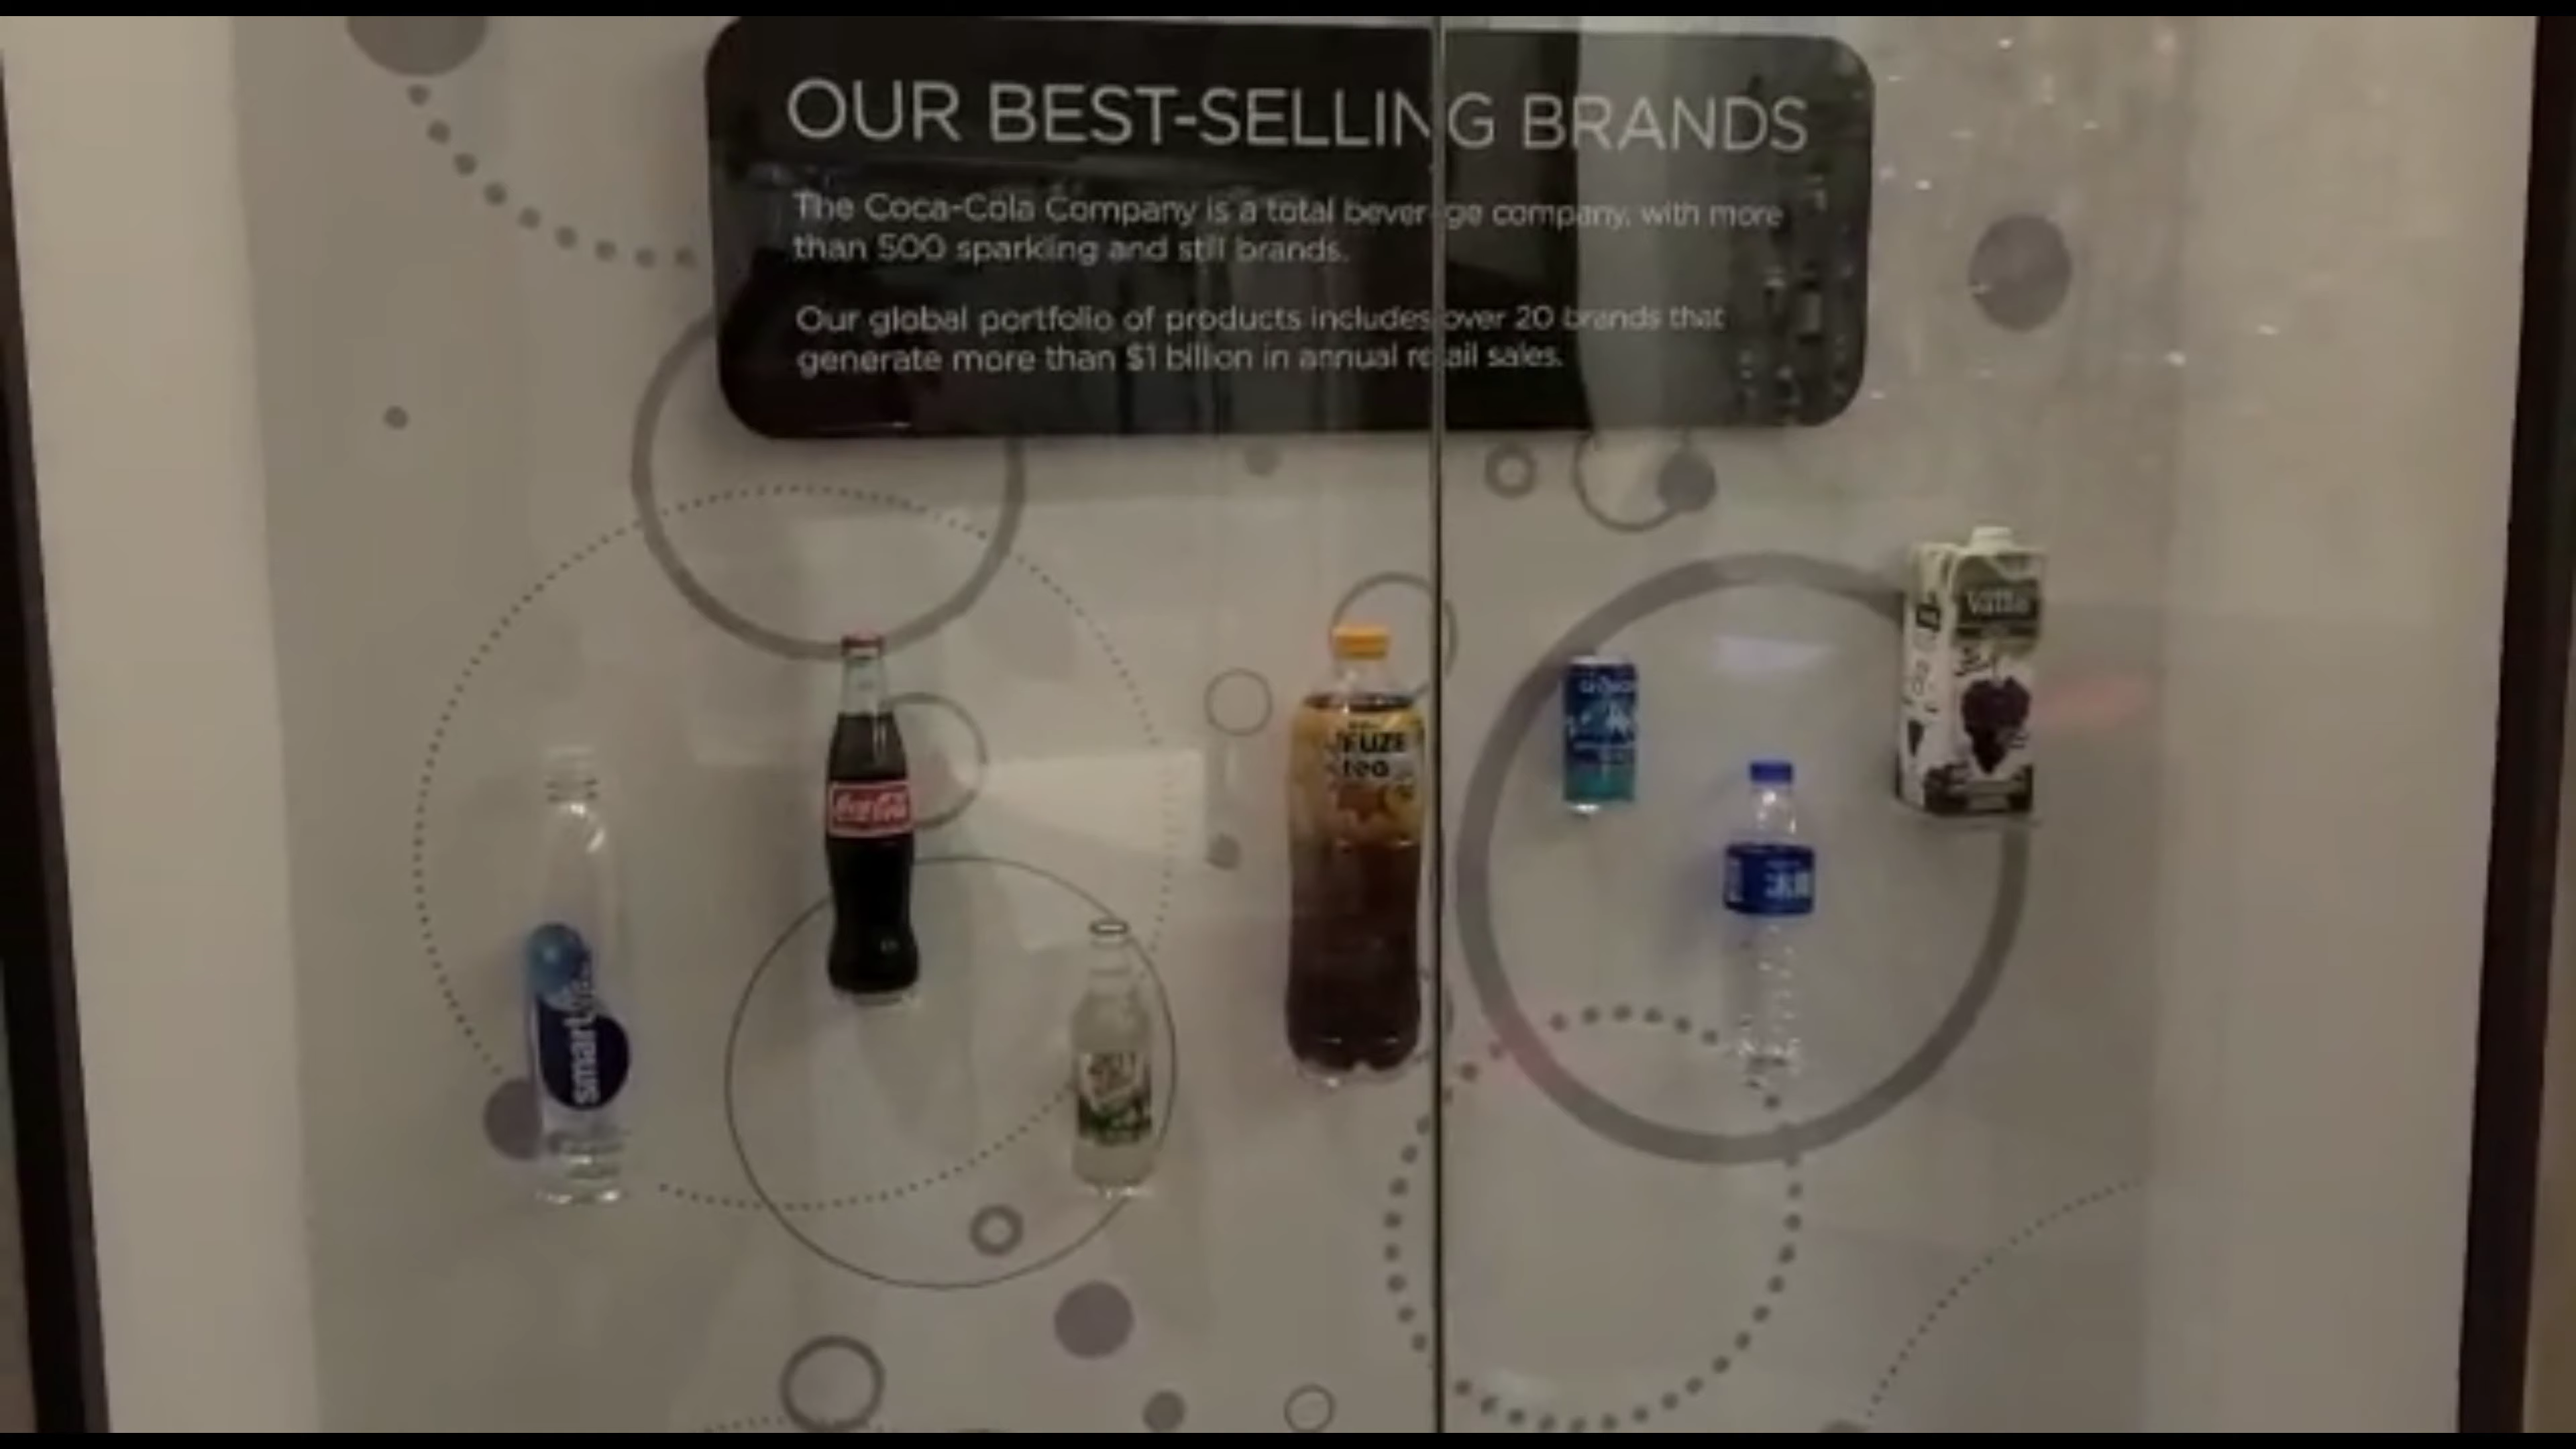 OUR BEST-SELLING BRANDS
The Coca-Cola Company is a total beverage company, with more
than 500 sparkling and still brands.
Our global portfolio of products includes over 20 brands that
generate more than $1 billion in annual retail sales.
Valle
FUZE
tea
Coca-Cola
smart